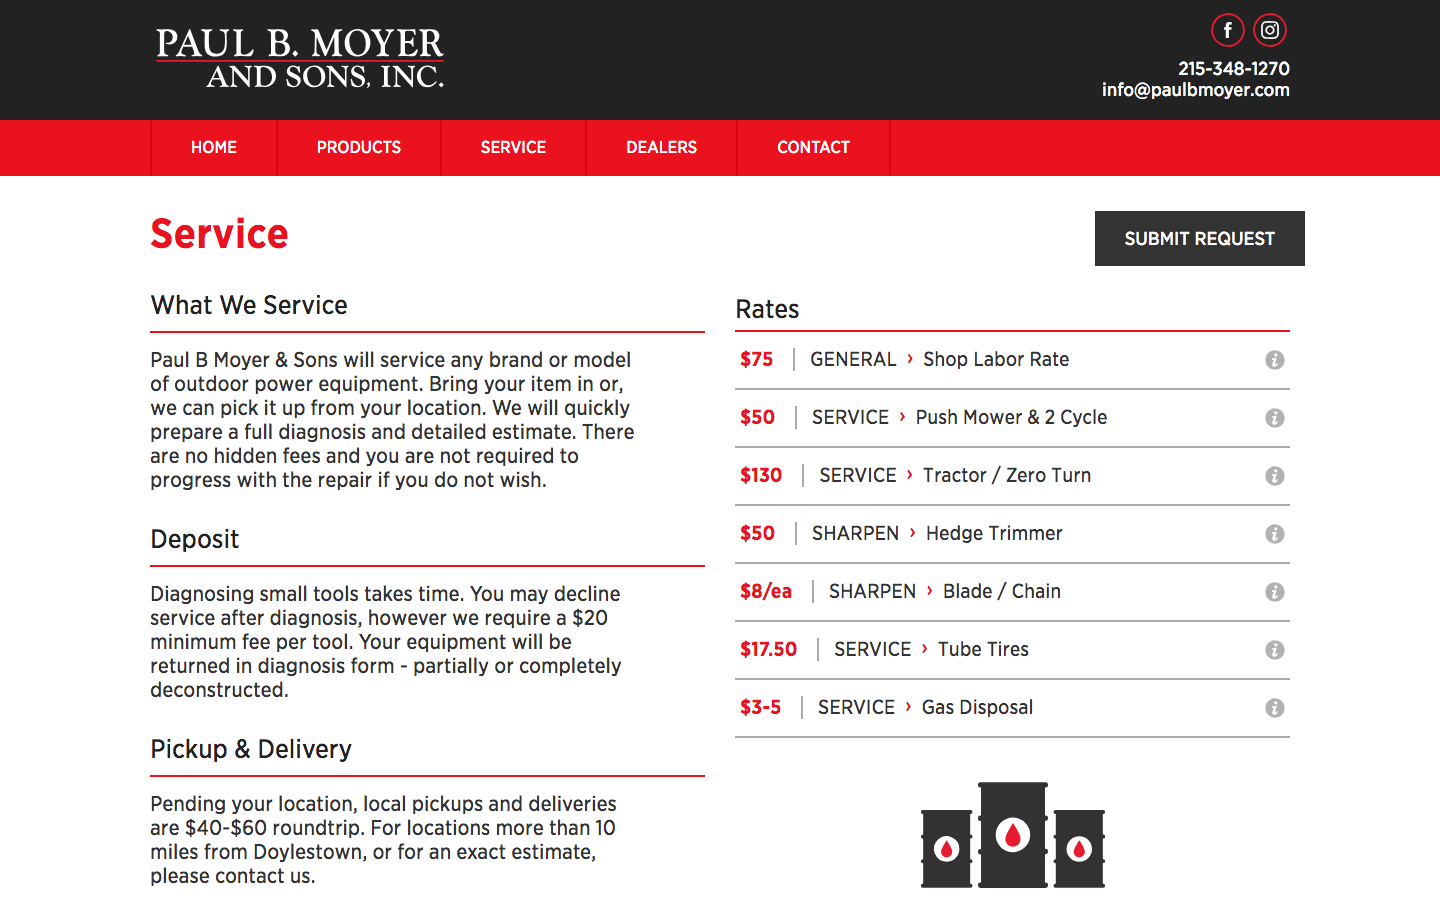 PAUL B. MOYER
AND SONS, INC.
215-348-1270
info@paulbmoyer.com
HOME PRODUCTS SERVICE DEALERS CONTACT
Service
SUBMIT REQUEST
What We Service
Paul B Moyer & Sons will service any brand or model
of outdoor power equipment. Bring your item in or,
we can pick it up from your location. We will quickly
prepare a full diagnosis and detailed estimate. There
are no hidden fees and you are not required to
progress with the repair if you do not wish.
Deposit
Diagnosing small tools takes time. You may decline
service after diagnosis, however we require a $20
minimum fee per tool. Your equipment will be
returned in diagnosis form - partially or completely
deconstructed.
Pickup & Delivery
Pending your location, local pickups and deliveries
are $40-$60 roundtrip. For locations more than 10
miles from Doylestown, or for an exact estimate,
please contact us.
Rates
$75 GENERAL › Shop Labor Rate
$50 SERVICE › Push Mower & 2 Cycle
$130 SERVICE › Tractor / Zero Turn
$50 SHARPEN › Hedge Trimmer
$8/ea SHARPEN › Blade / Chain
$17.50 SERVICE › Tube Tires
$3-5 SERVICE › Gas Disposal